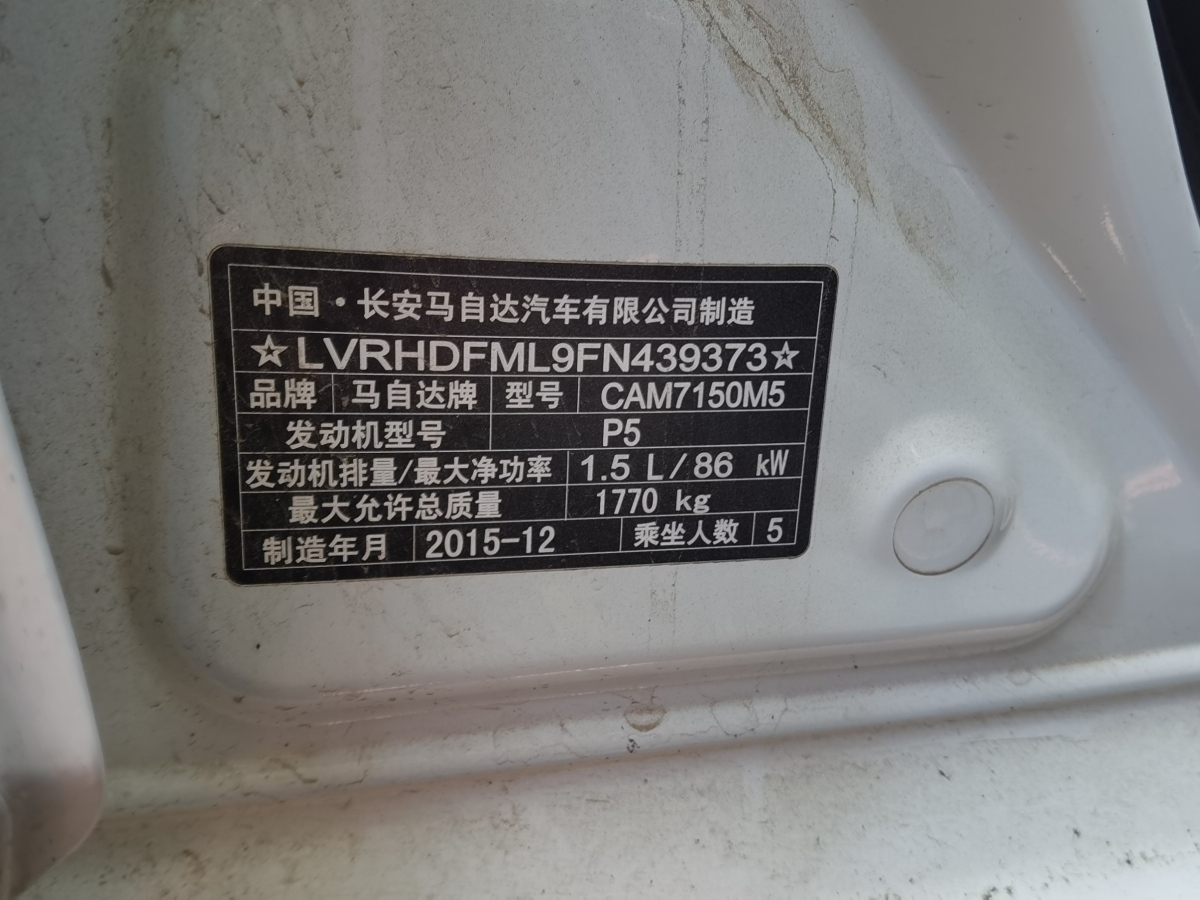 中国·长安马自达汽车有限公司制造
☆LVRHDFML9FN439373☆
品牌 马自达牌 型号 CAM7150M5
发动机型号 P5
发动机排量/最大净功率 1.5 L/86 kW
最大允许总质量 1770 kg
制造年月 2015-12 乘坐人数 5